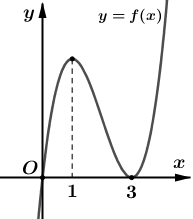 y
y = f(x)
O
x
1
3